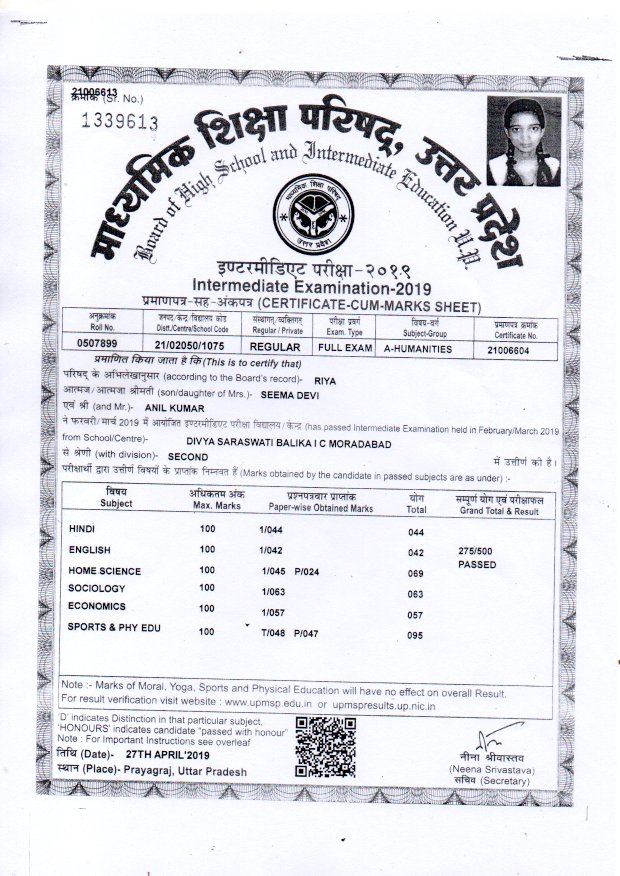 21006613
क्रमांक (Sr. No.)
1339613
माध्यमिक शिक्षा परिषद्, उत्तर प्रदेश
Board of High School and Intermediate Education U.P.
माध्यमिक शिक्षा परिषद्
उत्तर प्रदेश
इण्टरमीडिएट परीक्षा-२०१९
Intermediate Examination-2019
प्रमाणपत्र-सह-अंकपत्र (CERTIFICATE-CUM-MARKS SHEET)
अनुक्रमांक जनपद/केन्द्र/विद्यालय कोड संस्थागत/व्यक्तिगत परीक्षा प्रवर्ग विषय-वर्ग प्रमाणपत्र क्रमांक
Roll No. Distt./Centre/School Code Regular / Private Exam. Type Subject-Group Certificate No.
0507899 21/02050/1075 REGULAR FULL EXAM A-HUMANITIES 21006604
प्रमाणित किया जाता है कि (This is to certify that)
परिषद् के अभिलेखानुसार (according to the Board's record)- RIYA
आत्मज/आत्मजा श्रीमती (son/daughter of Mrs.)- SEEMA DEVI
एवं श्री (and Mr.)- ANIL KUMAR
ने फरवरी/मार्च 2019 में आयोजित इण्टरमीडिएट परीक्षा विद्यालय/केन्द्र (has passed Intermediate Examination held in February/March 2019
from School/Centre)- DIVYA SARASWATI BALIKA I C MORADABAD
से श्रेणी (with division)- SECOND में उत्तीर्ण की है।
परीक्षार्थी द्वारा उत्तीर्ण विषयों के प्राप्तांक निम्नवत हैं (Marks obtained by the candidate in passed subjects are as under) :-
विषय अधिकतम अंक प्रश्नपत्रवार प्राप्तांक योग सम्पूर्ण योग एवं परीक्षाफल
Subject Max. Marks Paper-wise Obtained Marks Total Grand Total & Result
HINDI 100 1/044 044
ENGLISH 100 1/042 042 275/500
PASSED
HOME SCIENCE 100 1/045 P/024 069
SOCIOLOGY 100 1/063 063
ECONOMICS 100 1/057 057
SPORTS & PHY EDU 100 T/048 P/047 095
Note :- Marks of Moral, Yoga, Sports and Physical Education will have no effect on overall Result.
For result verification visit website : www.upmsp.edu.in or upmspresults.up.nic.in
'D' indicates Distinction in that particular subject,
'HONOURS' indicates candidate "passed with honour"
Note : For Important Instructions see overleaf
तिथि (Date)- 27TH APRIL'2019
स्थान (Place)- Prayagraj, Uttar Pradesh
नीना श्रीवास्तव
(Neena Srivastava)
सचिव (Secretary)